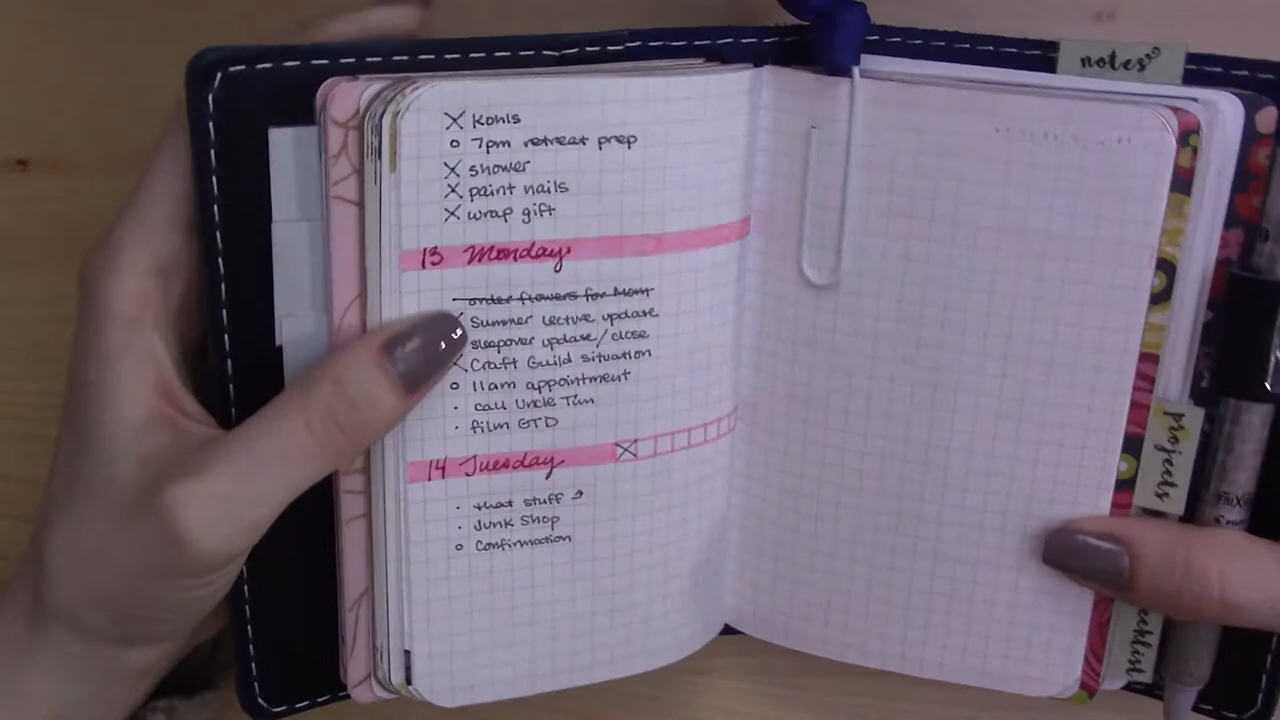 X Kohls
o 7pm retreat prep
X shower
X paint nails
X wrap gift
13 Monday
order flowers for Mom
Summer Lecture update
sleepover update/close
X Craft Guild situation
o 11am appointment
· call Uncle Tim
· film GTD
14 Tuesday X
· that stuff ⤴
· Junk Shop
o Confirmation
notes
projects